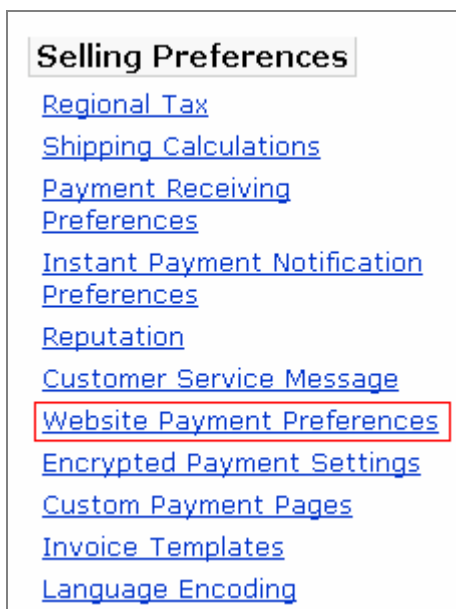 Selling Preferences
Regional Tax
Shipping Calculations
Payment Receiving
Preferences
Instant Payment Notification
Preferences
Reputation
Customer Service Message
Website Payment Preferences
Encrypted Payment Settings
Custom Payment Pages
Invoice Templates
Language Encoding